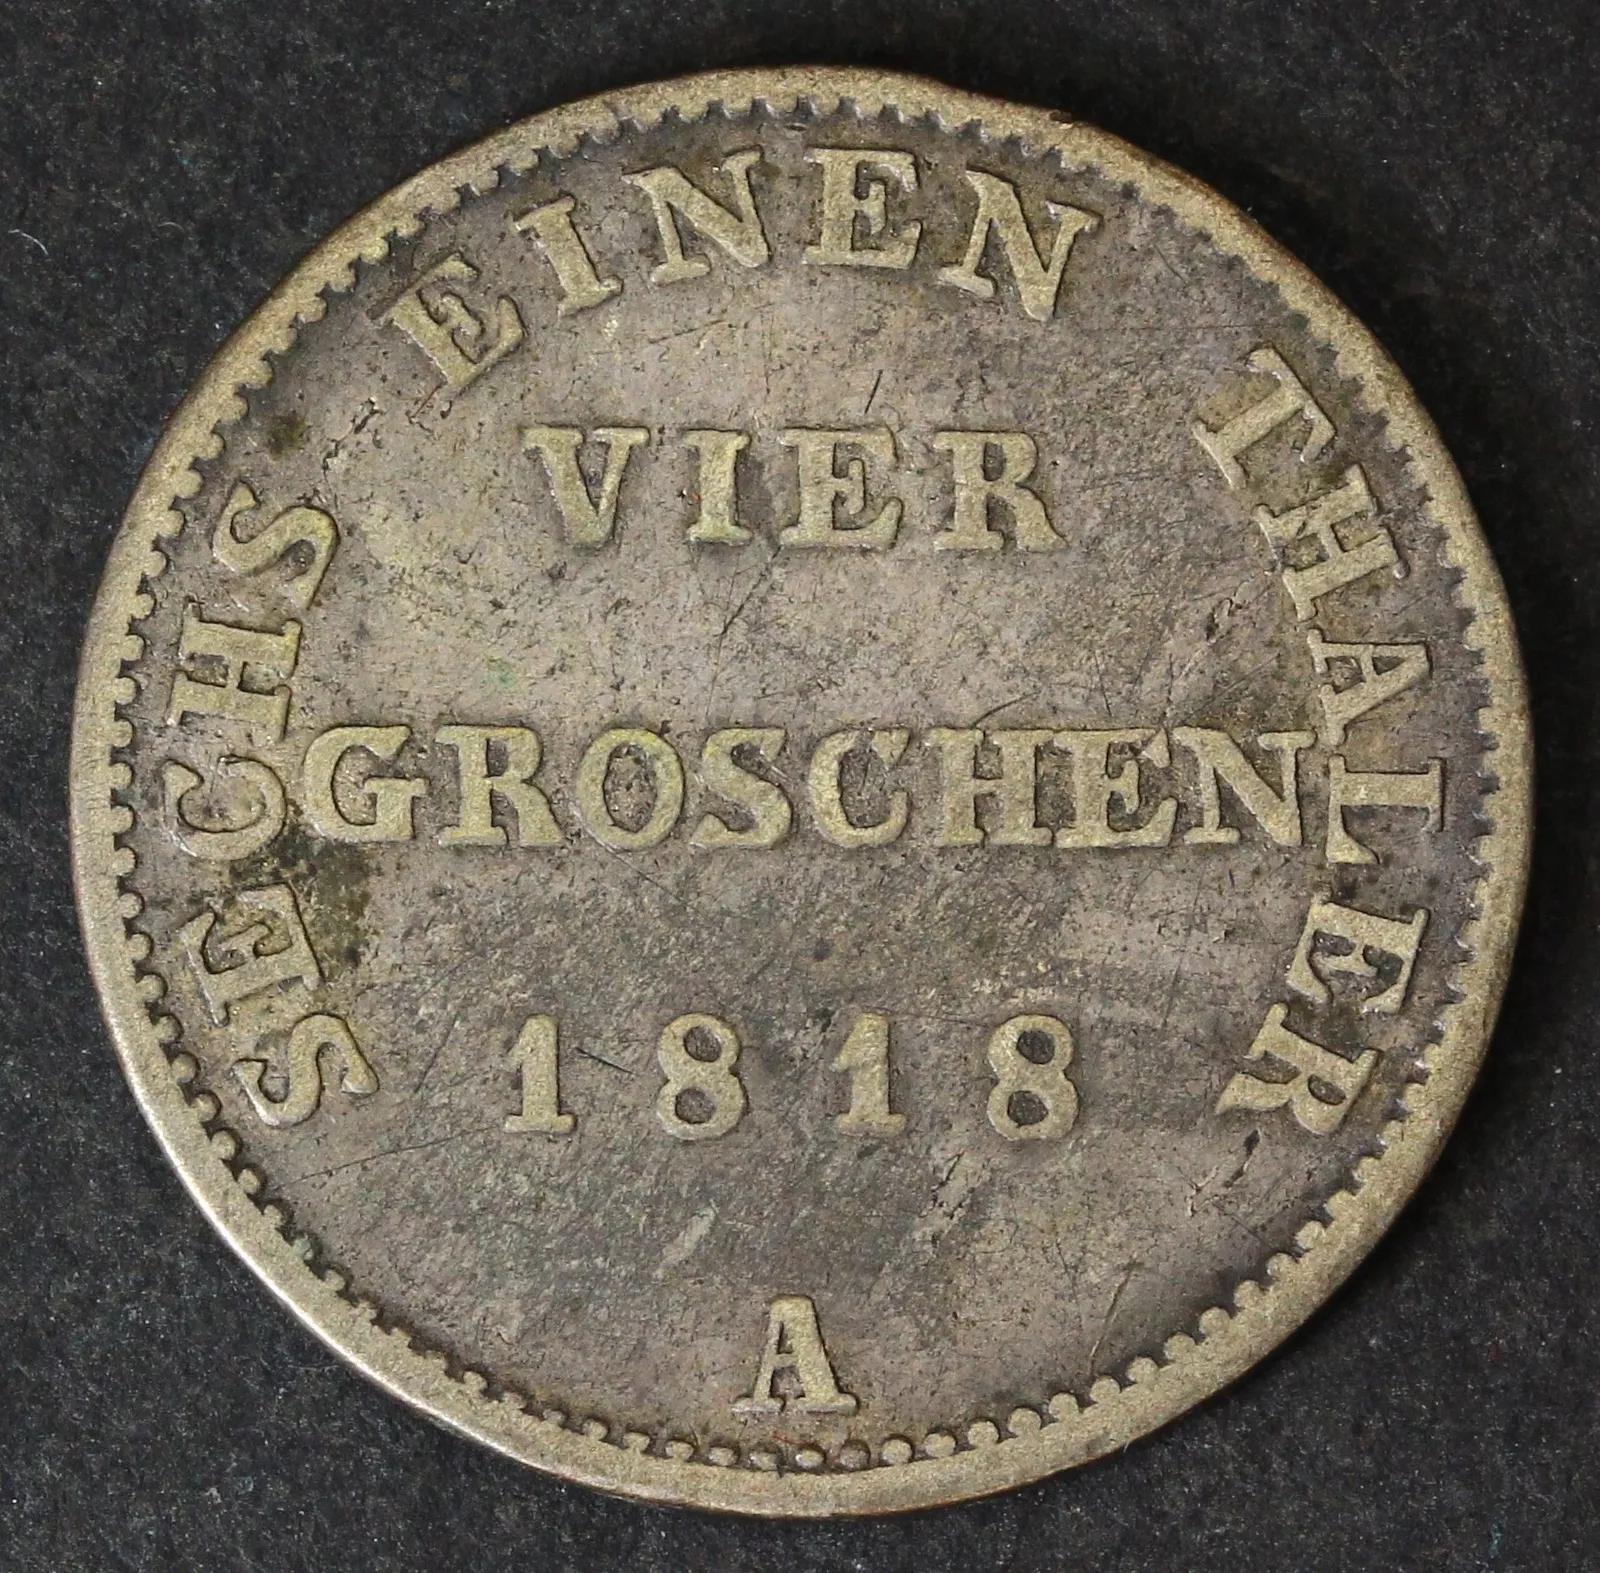 SECHS EINEN THALER
VIER
GROSCHEN
1818
A